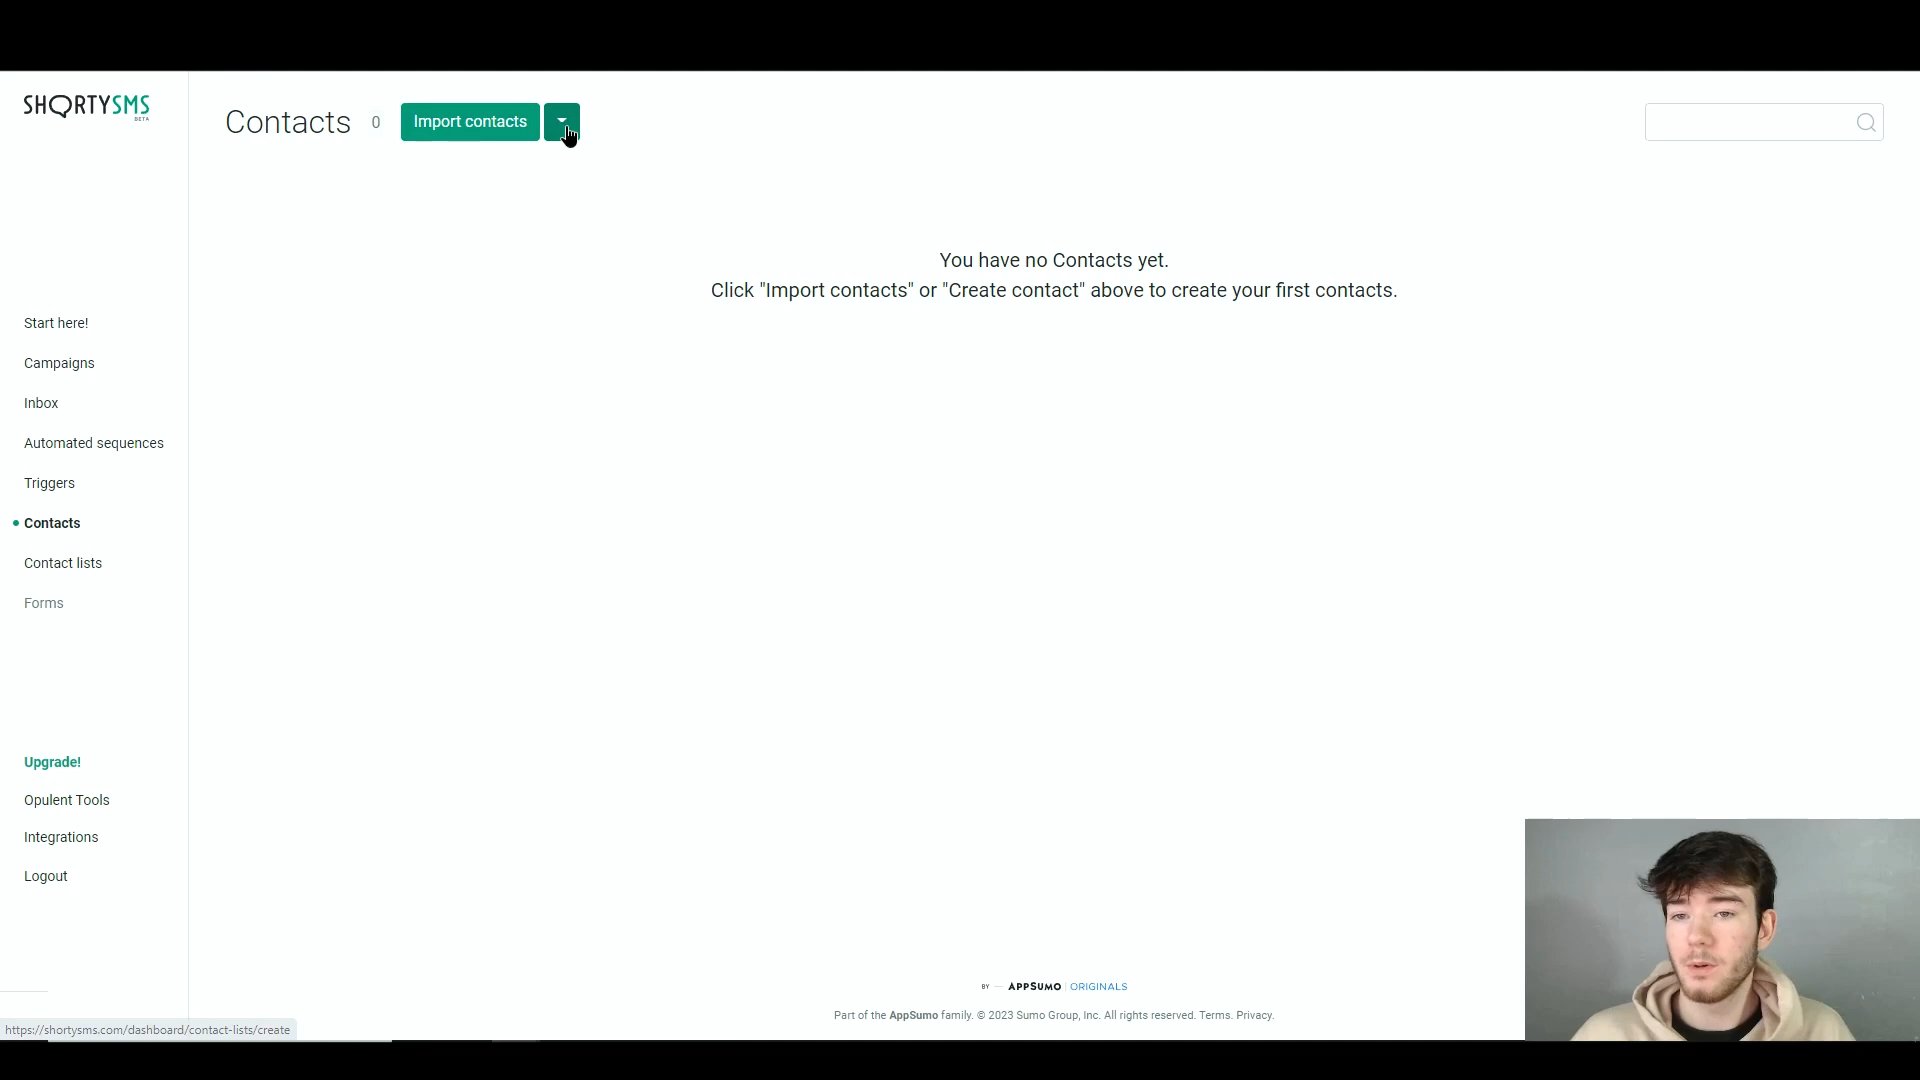 SHORTYSMS
BETA
Contacts 0 Import contacts
You have no Contacts yet.
Click "Import contacts" or "Create contact" above to create your first contacts.
Start here!
Campaigns
Inbox
Automated sequences
Triggers
Contacts
Contact lists
Forms
Upgrade!
Opulent Tools
Integrations
Logout
BY — APPSUMO | ORIGINALS
Part of the AppSumo family. © 2023 Sumo Group, Inc. All rights reserved. Terms. Privacy.
https://shortysms.com/dashboard/contact-lists/create